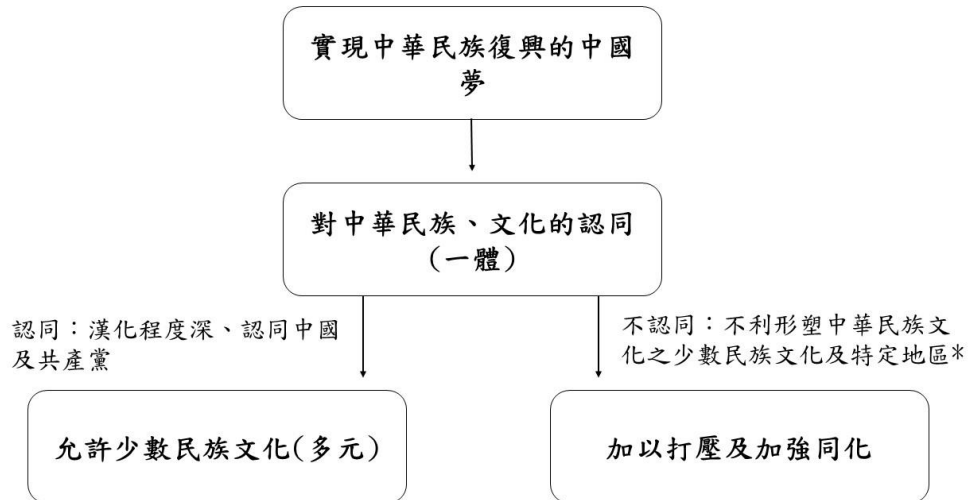 實現中華民族復興的中國
夢
對中華民族、文化的認同
(一體)
認同：漢化程度深、認同中國
及共產黨
不認同：不利形塑中華民族文
化之少數民族文化及特定地區*
允許少數民族文化(多元)
加以打壓及加強同化